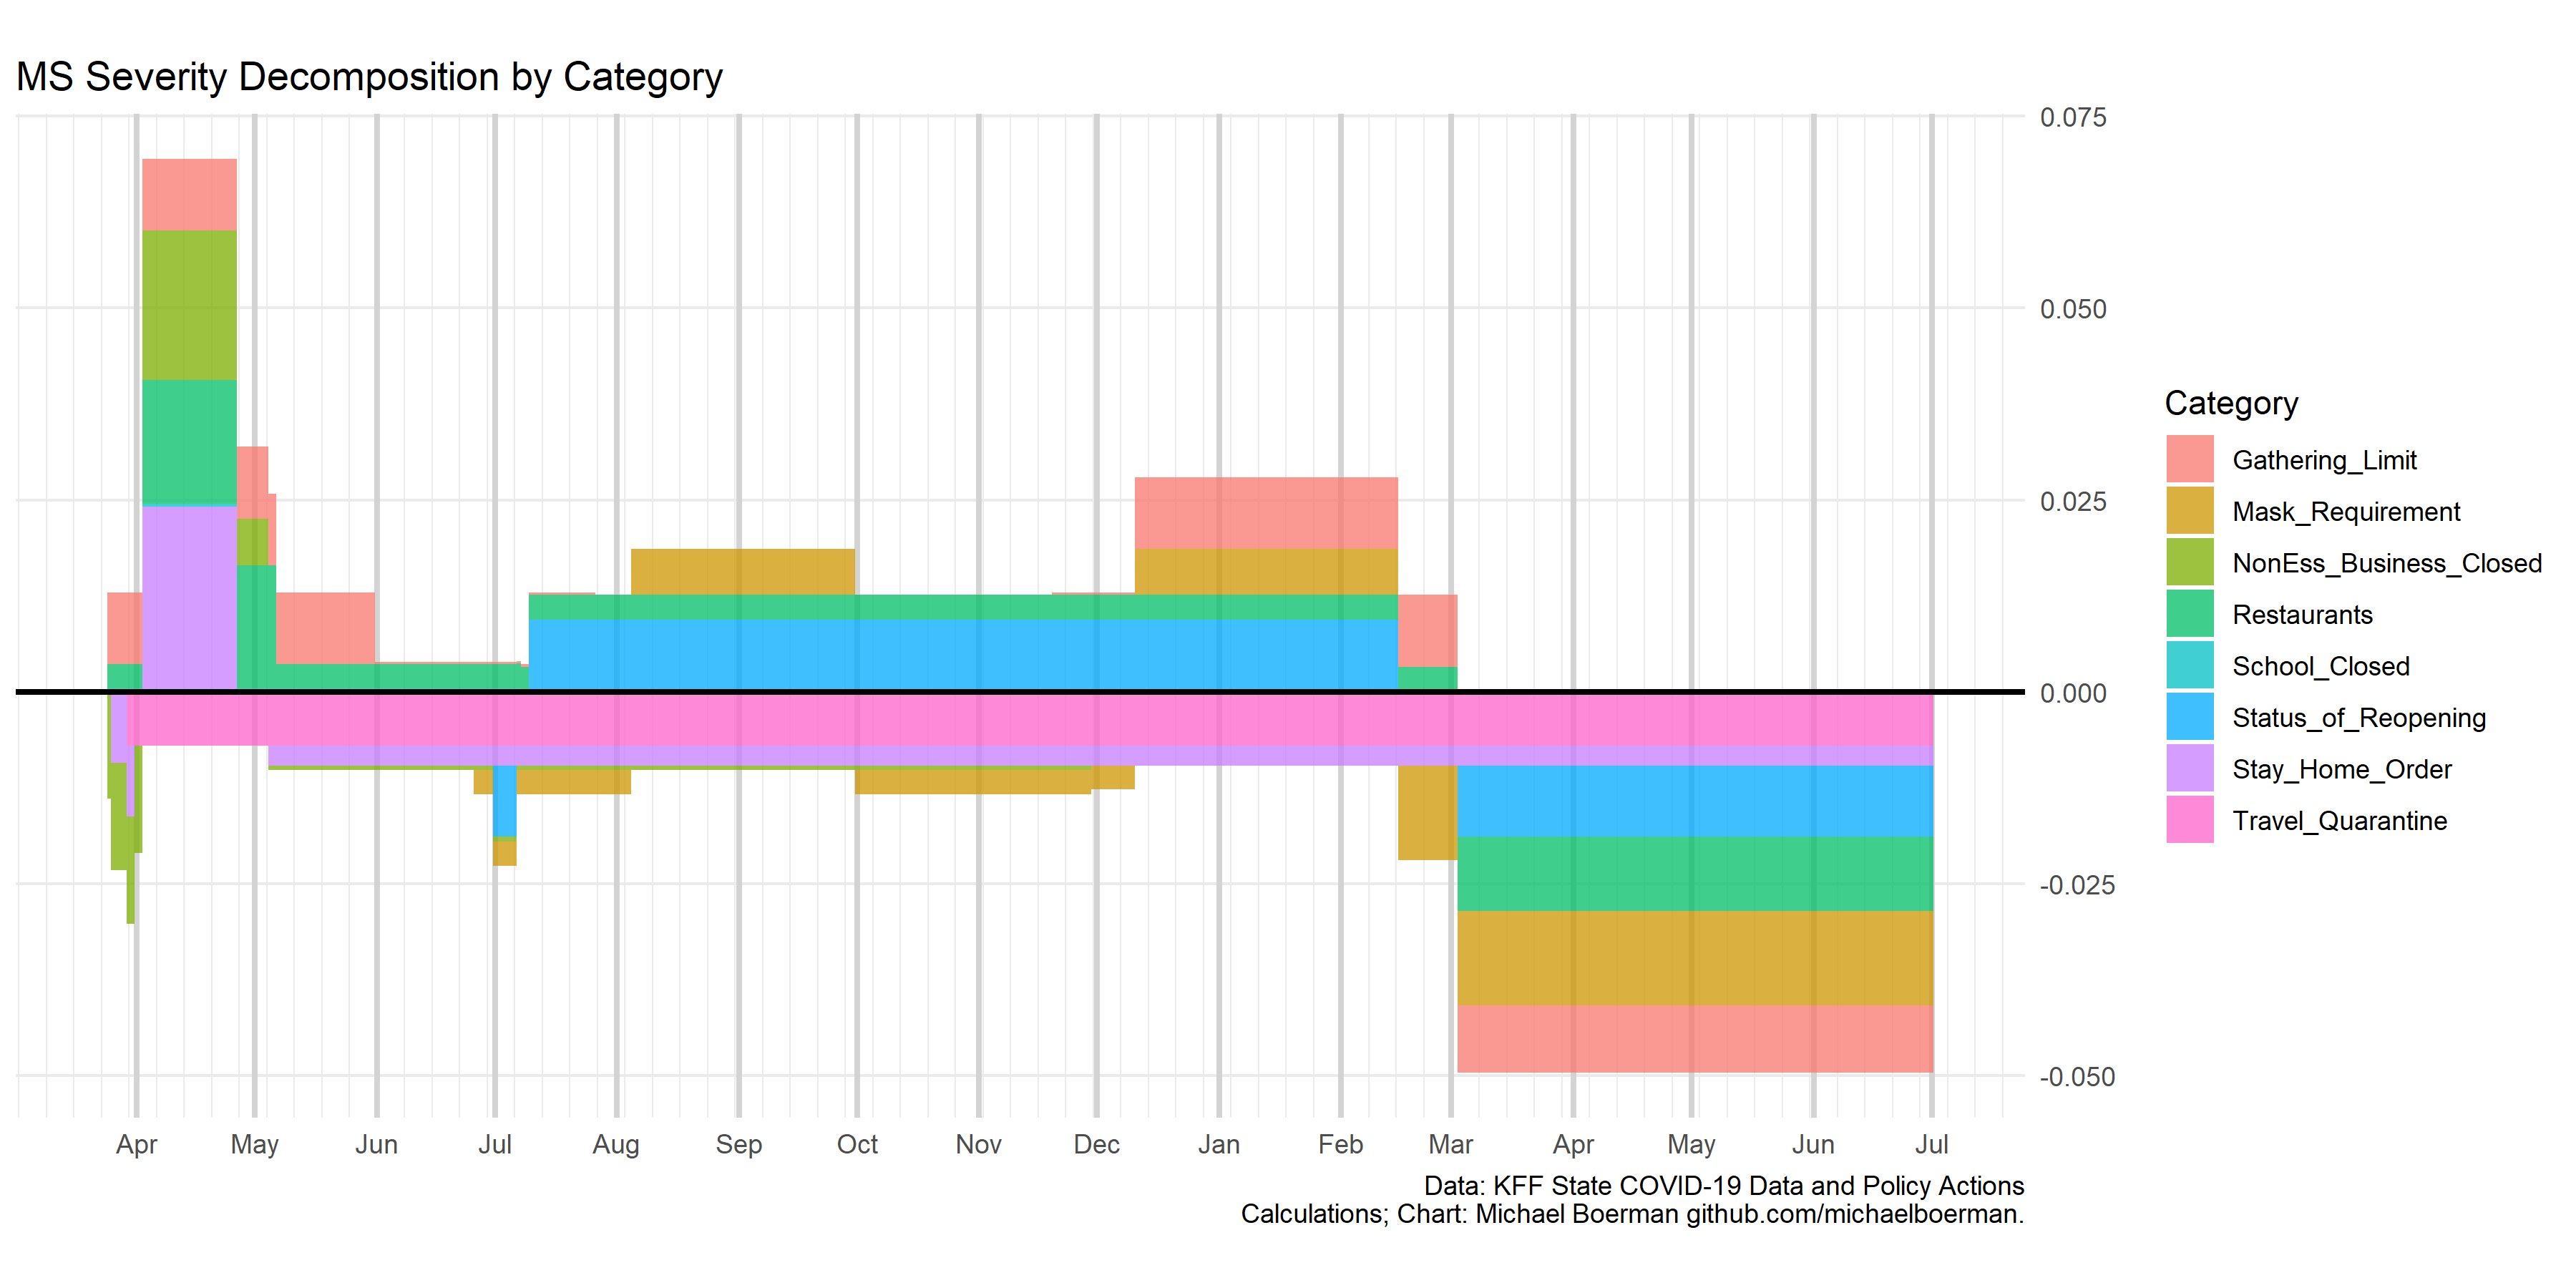 MS Severity Decomposition by Category
0.075
0.050
0.025
0.000
-0.025
-0.050
Apr May Jun Jul Aug Sep Oct Nov Dec Jan Feb Mar Apr May Jun Jul
Data: KFF State COVID-19 Data and Policy Actions
Calculations; Chart: Michael Boerman github.com/michaelboerman.
Category
Gathering_Limit
Mask_Requirement
NonEss_Business_Closed
Restaurants
School_Closed
Status_of_Reopening
Stay_Home_Order
Travel_Quarantine